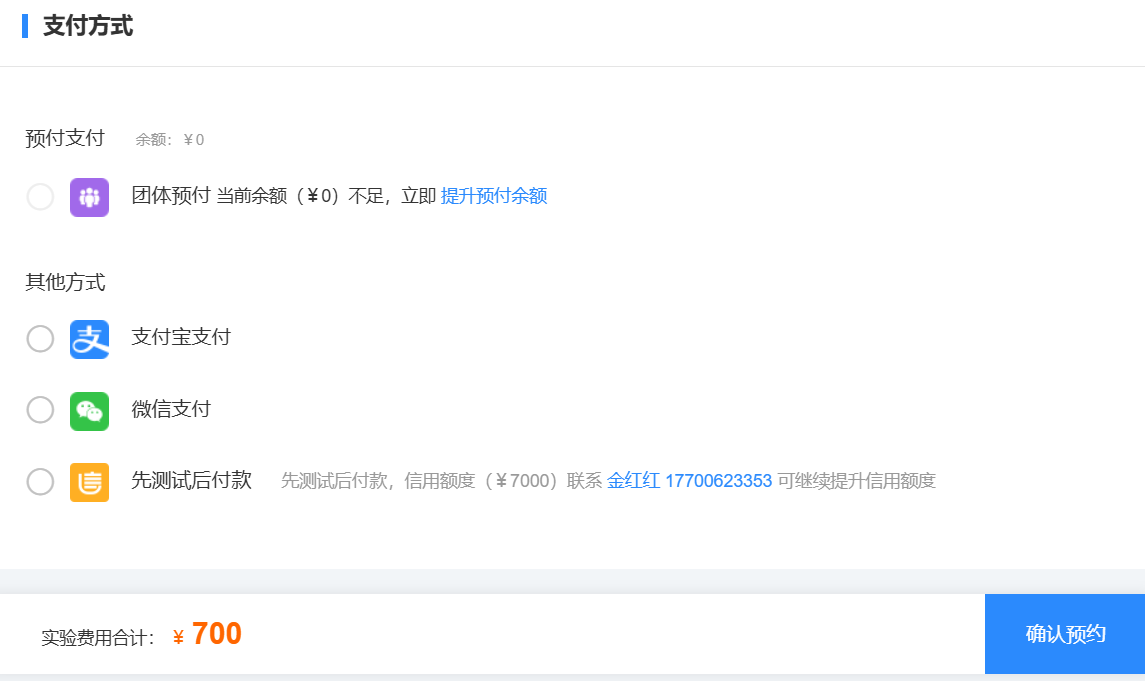 支付方式
预付支付 余额：￥0
团体预付 当前余额（￥0）不足，立即 提升预付余额
其他方式
支付宝支付
微信支付
先测试后付款 先测试后付款，信用额度（￥7000）联系 金红红 17700623353 可继续提升信用额度
实验费用合计： ￥ 700
确认预约